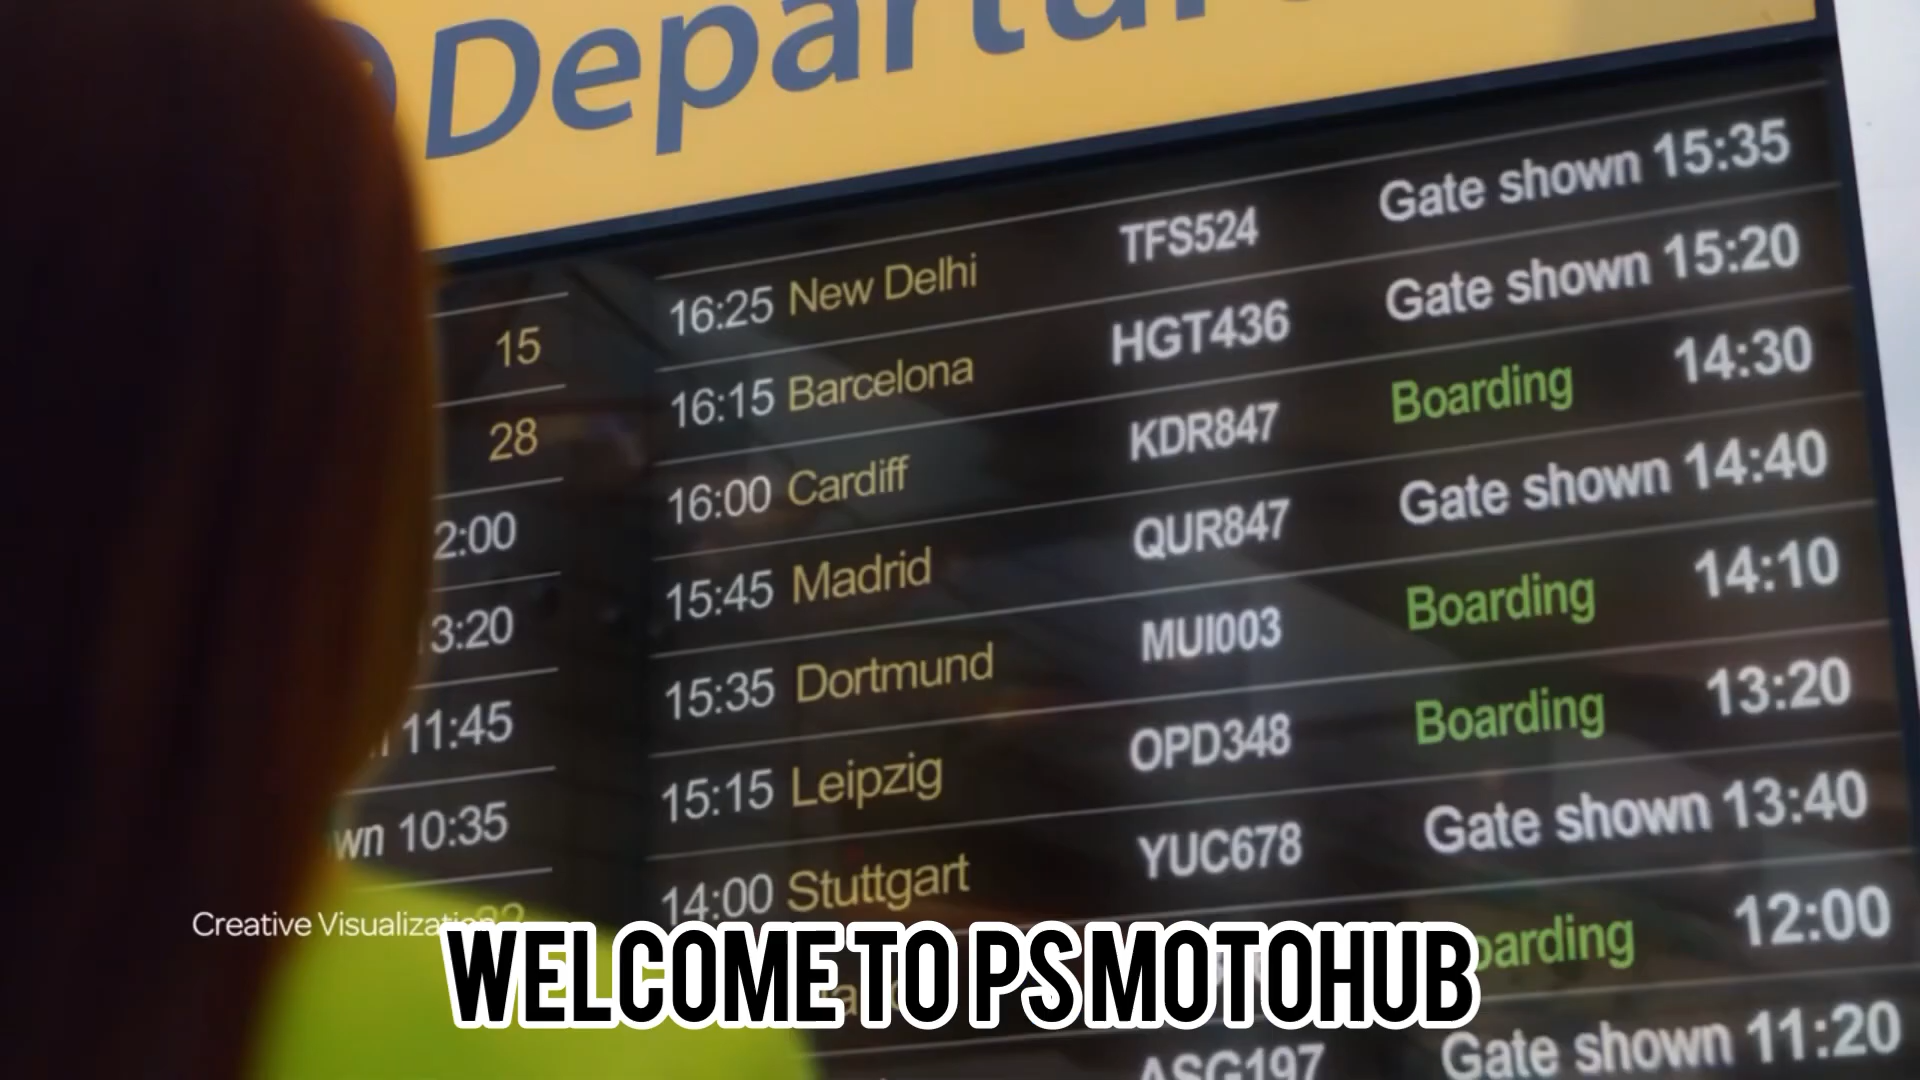 Departur
16:25 New Delhi TFS524 Gate shown 15:35
16:15 Barcelona HGT436 Gate shown 15:20
16:00 Cardiff KDR847 Boarding 14:30
15:45 Madrid QUR847 Gate shown 14:40
15:35 Dortmund MUI003 Boarding 14:10
15:15 Leipzig OPD348 Boarding 13:20
14:00 Stuttgart YUC678 Gate shown 13:40
oarding 12:00
ASG197 Gate shown 11:20
15
28
2:00
3:20
11:45
wn 10:35
Creative Visualization
WELCOME TO PS MOTOHUB